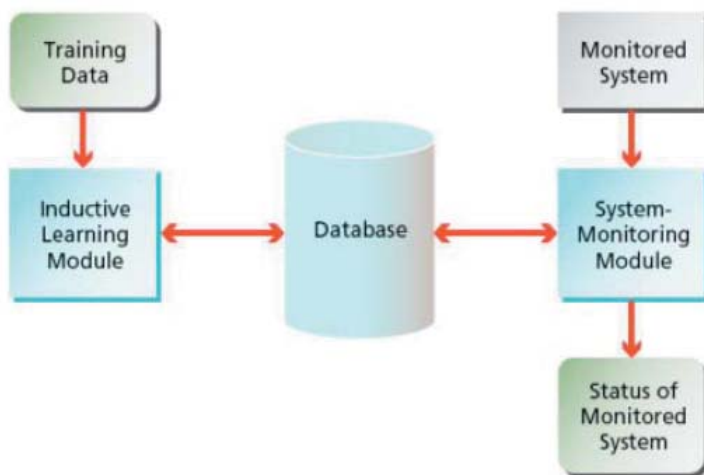 Training
Data
Monitored
System
Inductive
Learning
Module
Database
System-
Monitoring
Module
Status of
Monitored
System